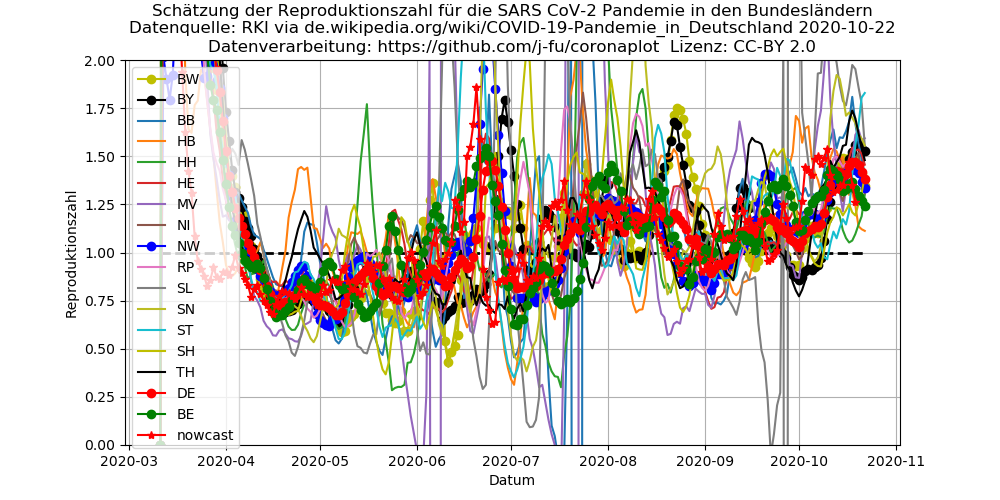 Schätzung der Reproduktionszahl für die SARS CoV-2 Pandemie in den Bundesländern
Datenquelle: RKI via de.wikipedia.org/wiki/COVID-19-Pandemie_in_Deutschland 2020-10-22
Datenverarbeitung: https://github.com/j-fu/coronaplot Lizenz: CC-BY 2.0
Reproduktionszahl
2.00
1.75
1.50
1.25
1.00
0.75
0.50
0.25
0.00
BW
BY
BB
HB
HH
HE
MV
NI
NW
RP
SL
SN
ST
SH
TH
DE
BE
nowcast
2020-03 2020-04 2020-05 2020-06 2020-07 2020-08 2020-09 2020-10 2020-11
Datum